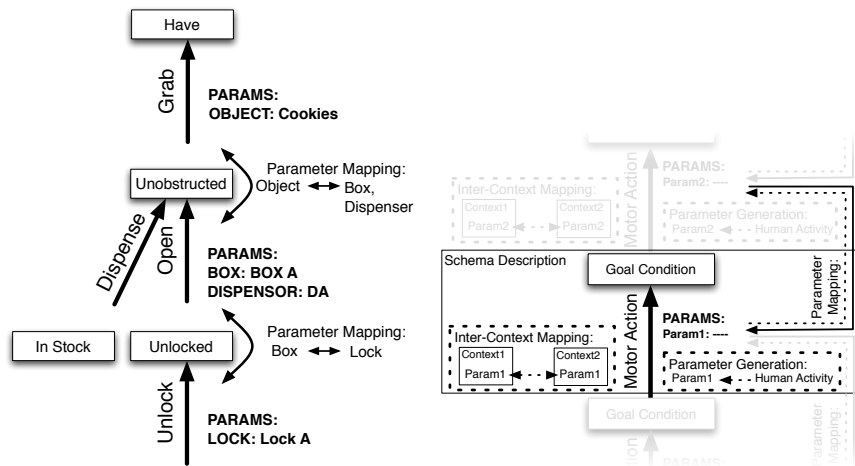 Have
Grab
PARAMS:
OBJECT: Cookies
Parameter Mapping:
Object
Box,
Dispenser
Unobstructed
Dispense
Open
PARAMS:
BOX: BOX A
DISPENSOR: DA
In Stock
Unlocked
Parameter Mapping:
Box
Lock
Unlock
PARAMS:
LOCK: Lock A
Motor Action
PARAMS:
Param2: ----
Inter-Context Mapping:
Context1
Context2
Param2
Param2
Parameter Generation:
Param2
Human Activity
Schema Description
Goal Condition
Parameter
Mapping:
Motor Action
PARAMS:
Param1: ----
Inter-Context Mapping:
Context1
Context2
Param1
Param1
Parameter Generation:
Param1
Human Activity
Goal Condition
Parameter
Mapping:
PARAMS: